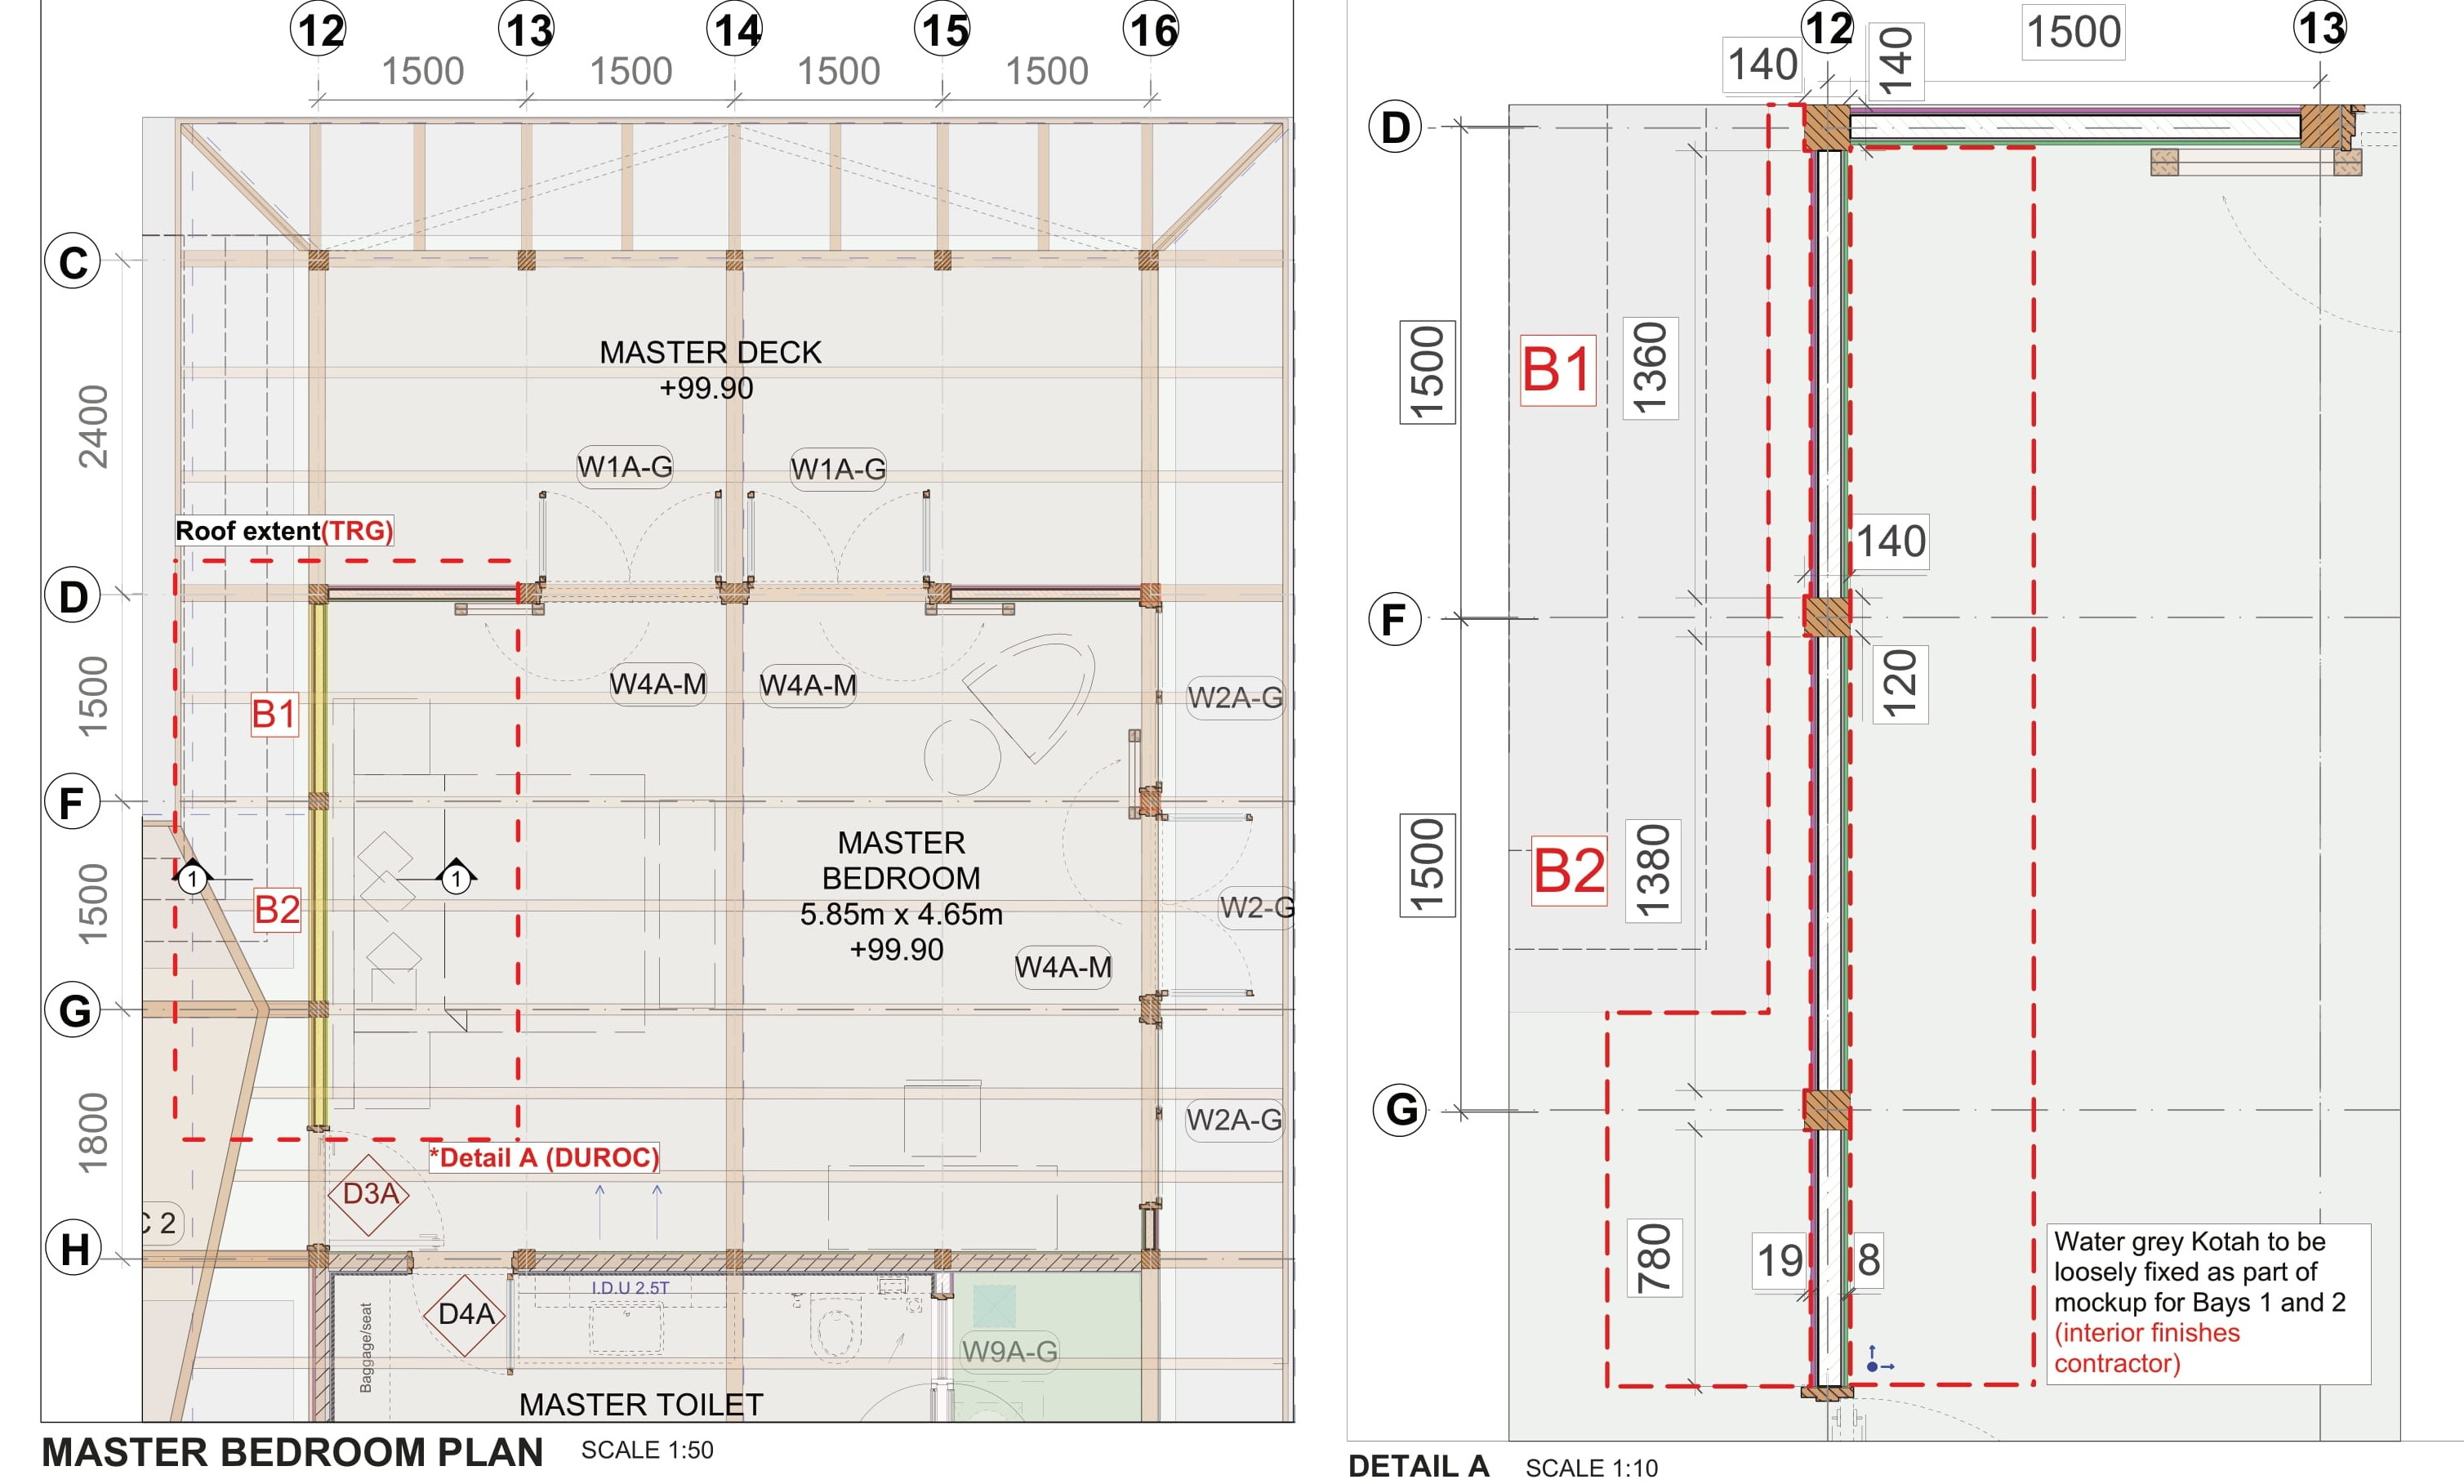 12 13 14 15 16
1500 1500 1500 1500
C
D
F
G
H
2400
1500
1500
1800
MASTER DECK
+99.90
W1A-G
W1A-G
Roof extent(TRG)
W4A-M
W4A-M
W2A-G
B1
B2
1
1
MASTER
BEDROOM
5.85m x 4.65m
+99.90
W2-G
W4A-M
W2A-G
*Detail A (DUROC)
D3A
C 2
D4A
I.D.U 2.5T
Baggage/seat
W9A-G
MASTER TOILET
MASTER BEDROOM PLAN SCALE 1:50
12 13
140
140
1500
D
F
G
1500
1500
B1
1360
140
120
B2
1380
780
19
8
Water grey Kotah to be
loosely fixed as part of
mockup for Bays 1 and 2
(interior finishes
contractor)
DETAIL A SCALE 1:10